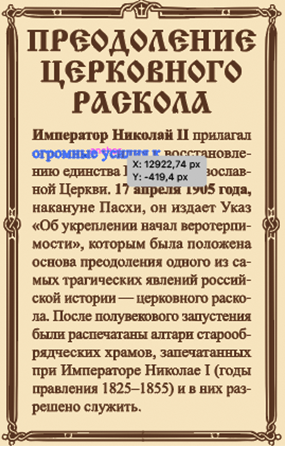 ПРЕОДОЛЕНИЕ
ЦЕРКОВНОГО
РАСКОЛА
Император Николай II прилагал
огромные усилия к восстановле-
X: 12922,74 px
Y: -419,4 px
нию единства вослав-
ной Церкви. 17 апреля 1905 года,
накануне Пасхи, он издает Указ
«Об укреплении начал веротерпи-
мости», которым была положена
основа преодоления одного из са-
мых трагических явлений россий-
ской истории — церковного раско-
ла. После полувекового запустения
были распечатаны алтари старооб-
рядческих храмов, запечатанных
при Императоре Николае I (годы
правления 1825–1855) и в них раз-
решено служить.